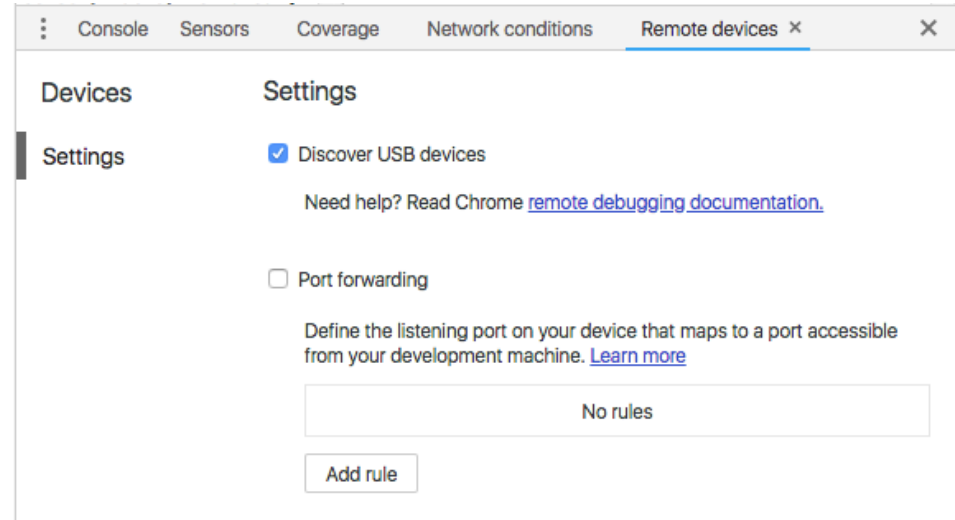 Console Sensors Coverage Network conditions Remote devices ×
Devices
Settings
Settings
Discover USB devices
Need help? Read Chrome remote debugging documentation.
Port forwarding
Define the listening port on your device that maps to a port accessible
from your development machine. Learn more
No rules
Add rule